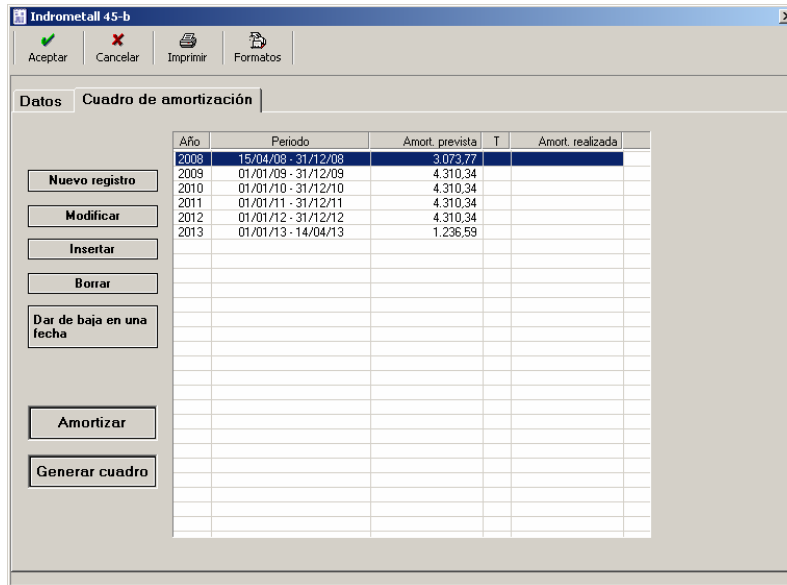 Indrometall 45-b
Aceptar Cancelar Imprimir Formatos
Datos Cuadro de amortización
Año Periodo Amort. prevista T Amort. realizada
2008 15/04/08 - 31/12/08 3.073,77
2009 01/01/09 - 31/12/09 4.310,34
2010 01/01/10 - 31/12/10 4.310,34
2011 01/01/11 - 31/12/11 4.310,34
2012 01/01/12 - 31/12/12 4.310,34
2013 01/01/13 - 14/04/13 1.236,59
Nuevo registro
Modificar
Insertar
Borrar
Dar de baja en una
fecha
Amortizar
Generar cuadro